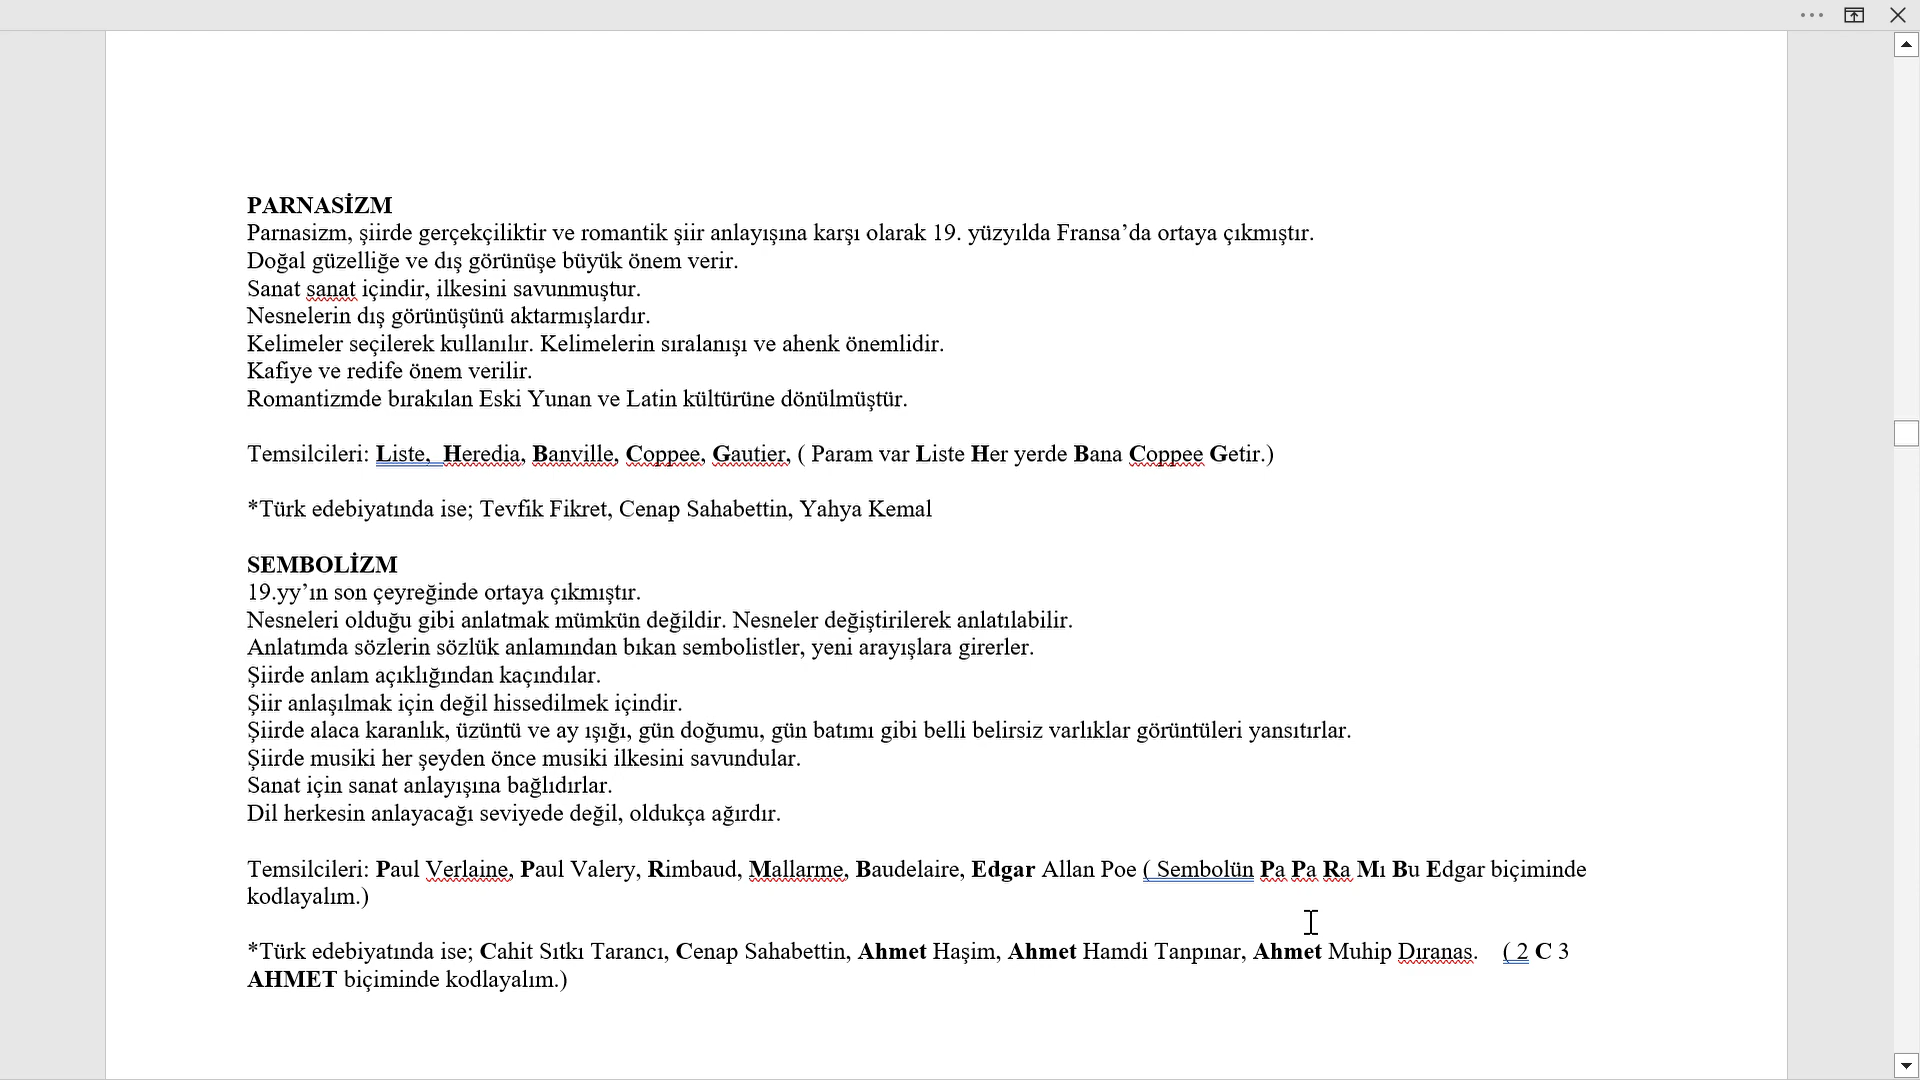 PARNASİZM
Parnasizm, şiirde gerçekçiliktir ve romantik şiir anlayışına karşı olarak 19. yüzyılda Fransa’da ortaya çıkmıştır.
Doğal güzelliğe ve dış görünüşe büyük önem verir.
Sanat sanat içindir, ilkesini savunmuştur.
Nesnelerin dış görünüşünü aktarmışlardır.
Kelimeler seçilerek kullanılır. Kelimelerin sıralanışı ve ahenk önemlidir.
Kafiye ve redife önem verilir.
Romantizmde bırakılan Eski Yunan ve Latin kültürüne dönülmüştür.
Temsilcileri: Liste, Heredia, Banville, Coppee, Gautier, ( Param var Liste Her yerde Bana Coppee Getir.)
*Türk edebiyatında ise; Tevfik Fikret, Cenap Sahabettin, Yahya Kemal
SEMBOLİZM
19.yy’ın son çeyreğinde ortaya çıkmıştır.
Nesneleri olduğu gibi anlatmak mümkün değildir. Nesneler değiştirilerek anlatılabilir.
Anlatımda sözlerin sözlük anlamından bıkan sembolistler, yeni arayışlara girerler.
Şiirde anlam açıklığından kaçındılar.
Şiir anlaşılmak için değil hissedilmek içindir.
Şiirde alaca karanlık, üzüntü ve ay ışığı, gün doğumu, gün batımı gibi belli belirsiz varlıklar görüntüleri yansıtırlar.
Şiirde musiki her şeyden önce musiki ilkesini savundular.
Sanat için sanat anlayışına bağlıdırlar.
Dil herkesin anlayacağı seviyede değil, oldukça ağırdır.
Temsilcileri: Paul Verlaine, Paul Valery, Rimbaud, Mallarme, Baudelaire, Edgar Allan Poe ( Sembolün Pa Pa Ra Mı Bu Edgar biçiminde
kodlayalım.)
*Türk edebiyatında ise; Cahit Sıtkı Tarancı, Cenap Sahabettin, Ahmet Haşim, Ahmet Hamdi Tanpınar, Ahmet Muhip Dıranas. ( 2 C 3
AHMET biçiminde kodlayalım.)